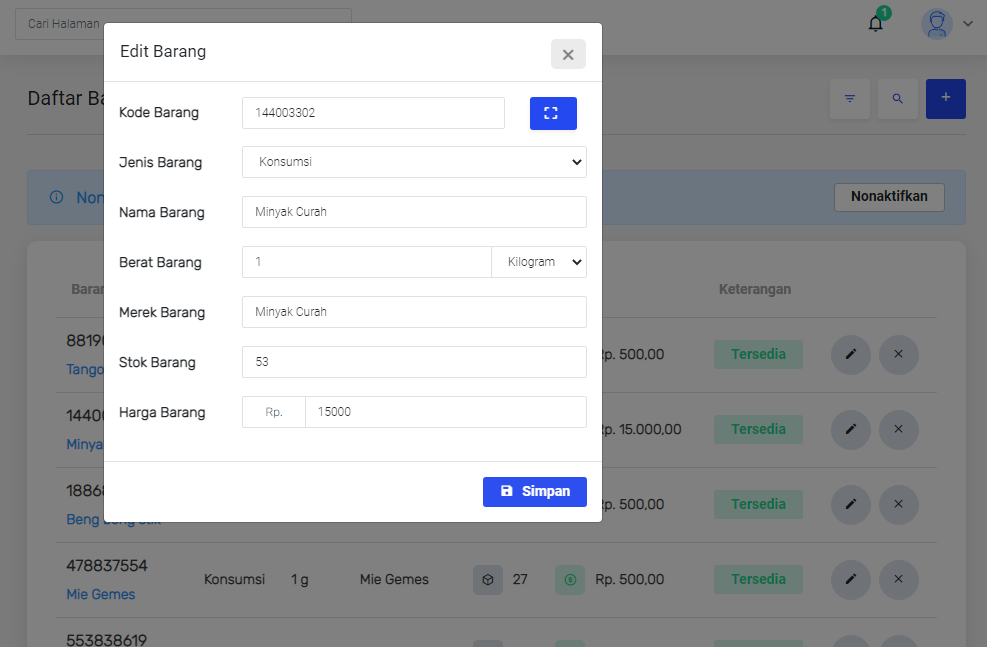 Cari Halaman
1
Edit Barang
Daftar Ba
+
Kode Barang 144003302
Jenis Barang Konsumsi
Non
Nonaktifkan
Nama Barang Minyak Curah
Berat Barang 1 Kilogram
Baran
Keterangan
Merek Barang Minyak Curah
8819
Tango
Rp. 500,00 Tersedia
Stok Barang 53
Harga Barang Rp. 15000
1440
Minya
Rp. 15.000,00 Tersedia
Simpan
1886
Beng
Rp. 500,00 Tersedia
478837554
Mie Gemes
Konsumsi 1 g Mie Gemes 27 Rp. 500,00 Tersedia
553838619